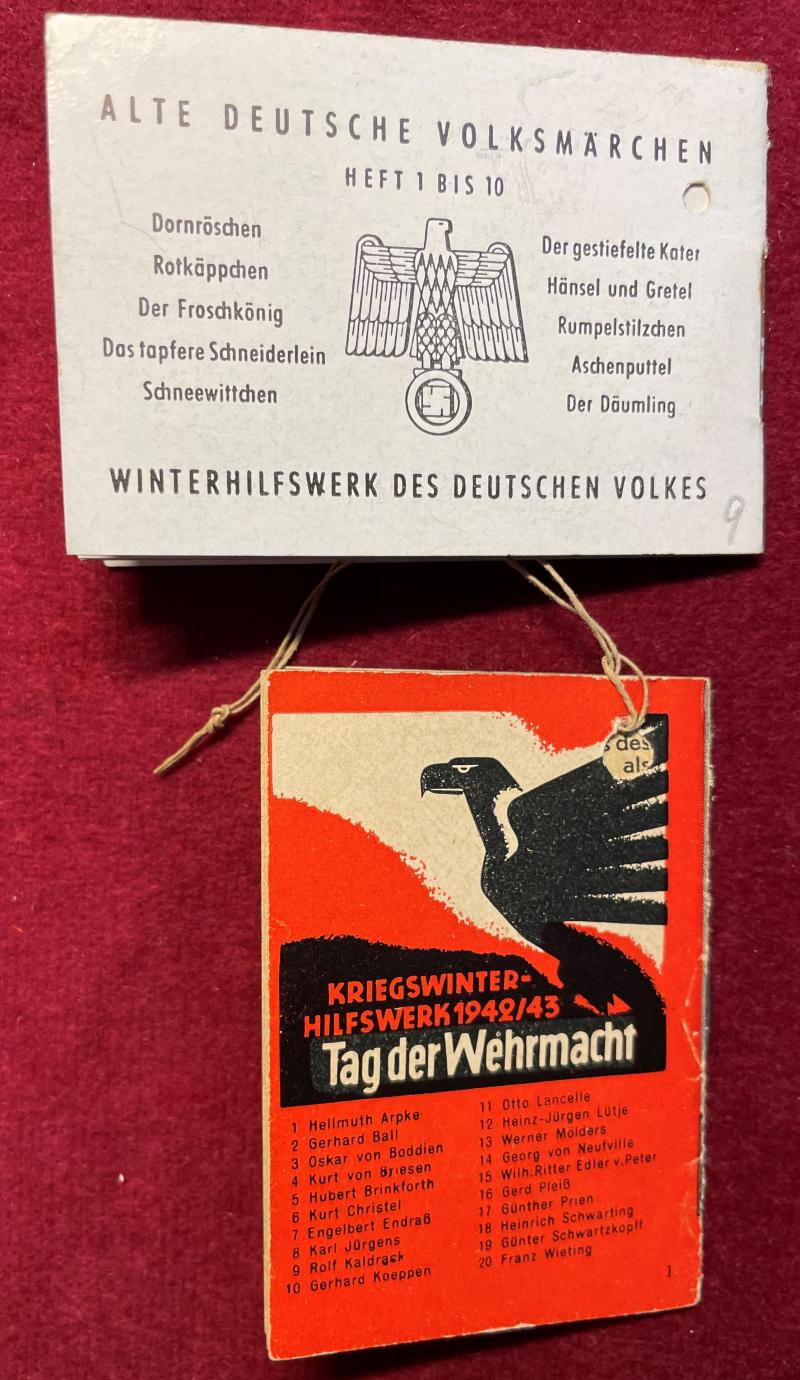 ALTE DEUTSCHE VOLKSMÄRCHEN
HEFT 1 BIS 10
Dornröschen
Rotkäppchen
Der Froschkönig
Das tapfere Schneiderlein
Schneewittchen
Der gestiefelte Kater
Hänsel und Gretel
Rumpelstilzchen
Aschenputtel
Der Däumling
WINTERHILFSWERK DES DEUTSCHEN VOLKES
9
des
als
KRIEGSWINTER-
HILFSWERK 1942/43
Tag der Wehrmacht
1 Hellmuth Arpke
2 Gerhard Ball
3 Oskar von Boddien
4 Kurt von Briesen
5 Hubert Brinkforth
6 Kurt Christel
7 Engelbert Endraß
8 Karl Jürgens
9 Rolf Kaldrack
10 Gerhard Koeppen
11 Otto Lancelle
12 Heinz-Jürgen Lütje
13 Werner Mölders
14 Georg von Neufville
15 Wilh. Ritter Edler v. Peter
16 Gerd Pleiß
17 Günther Prien
18 Heinrich Schwarting
19 Günter Schwartzkopff
20 Franz Wieting
1